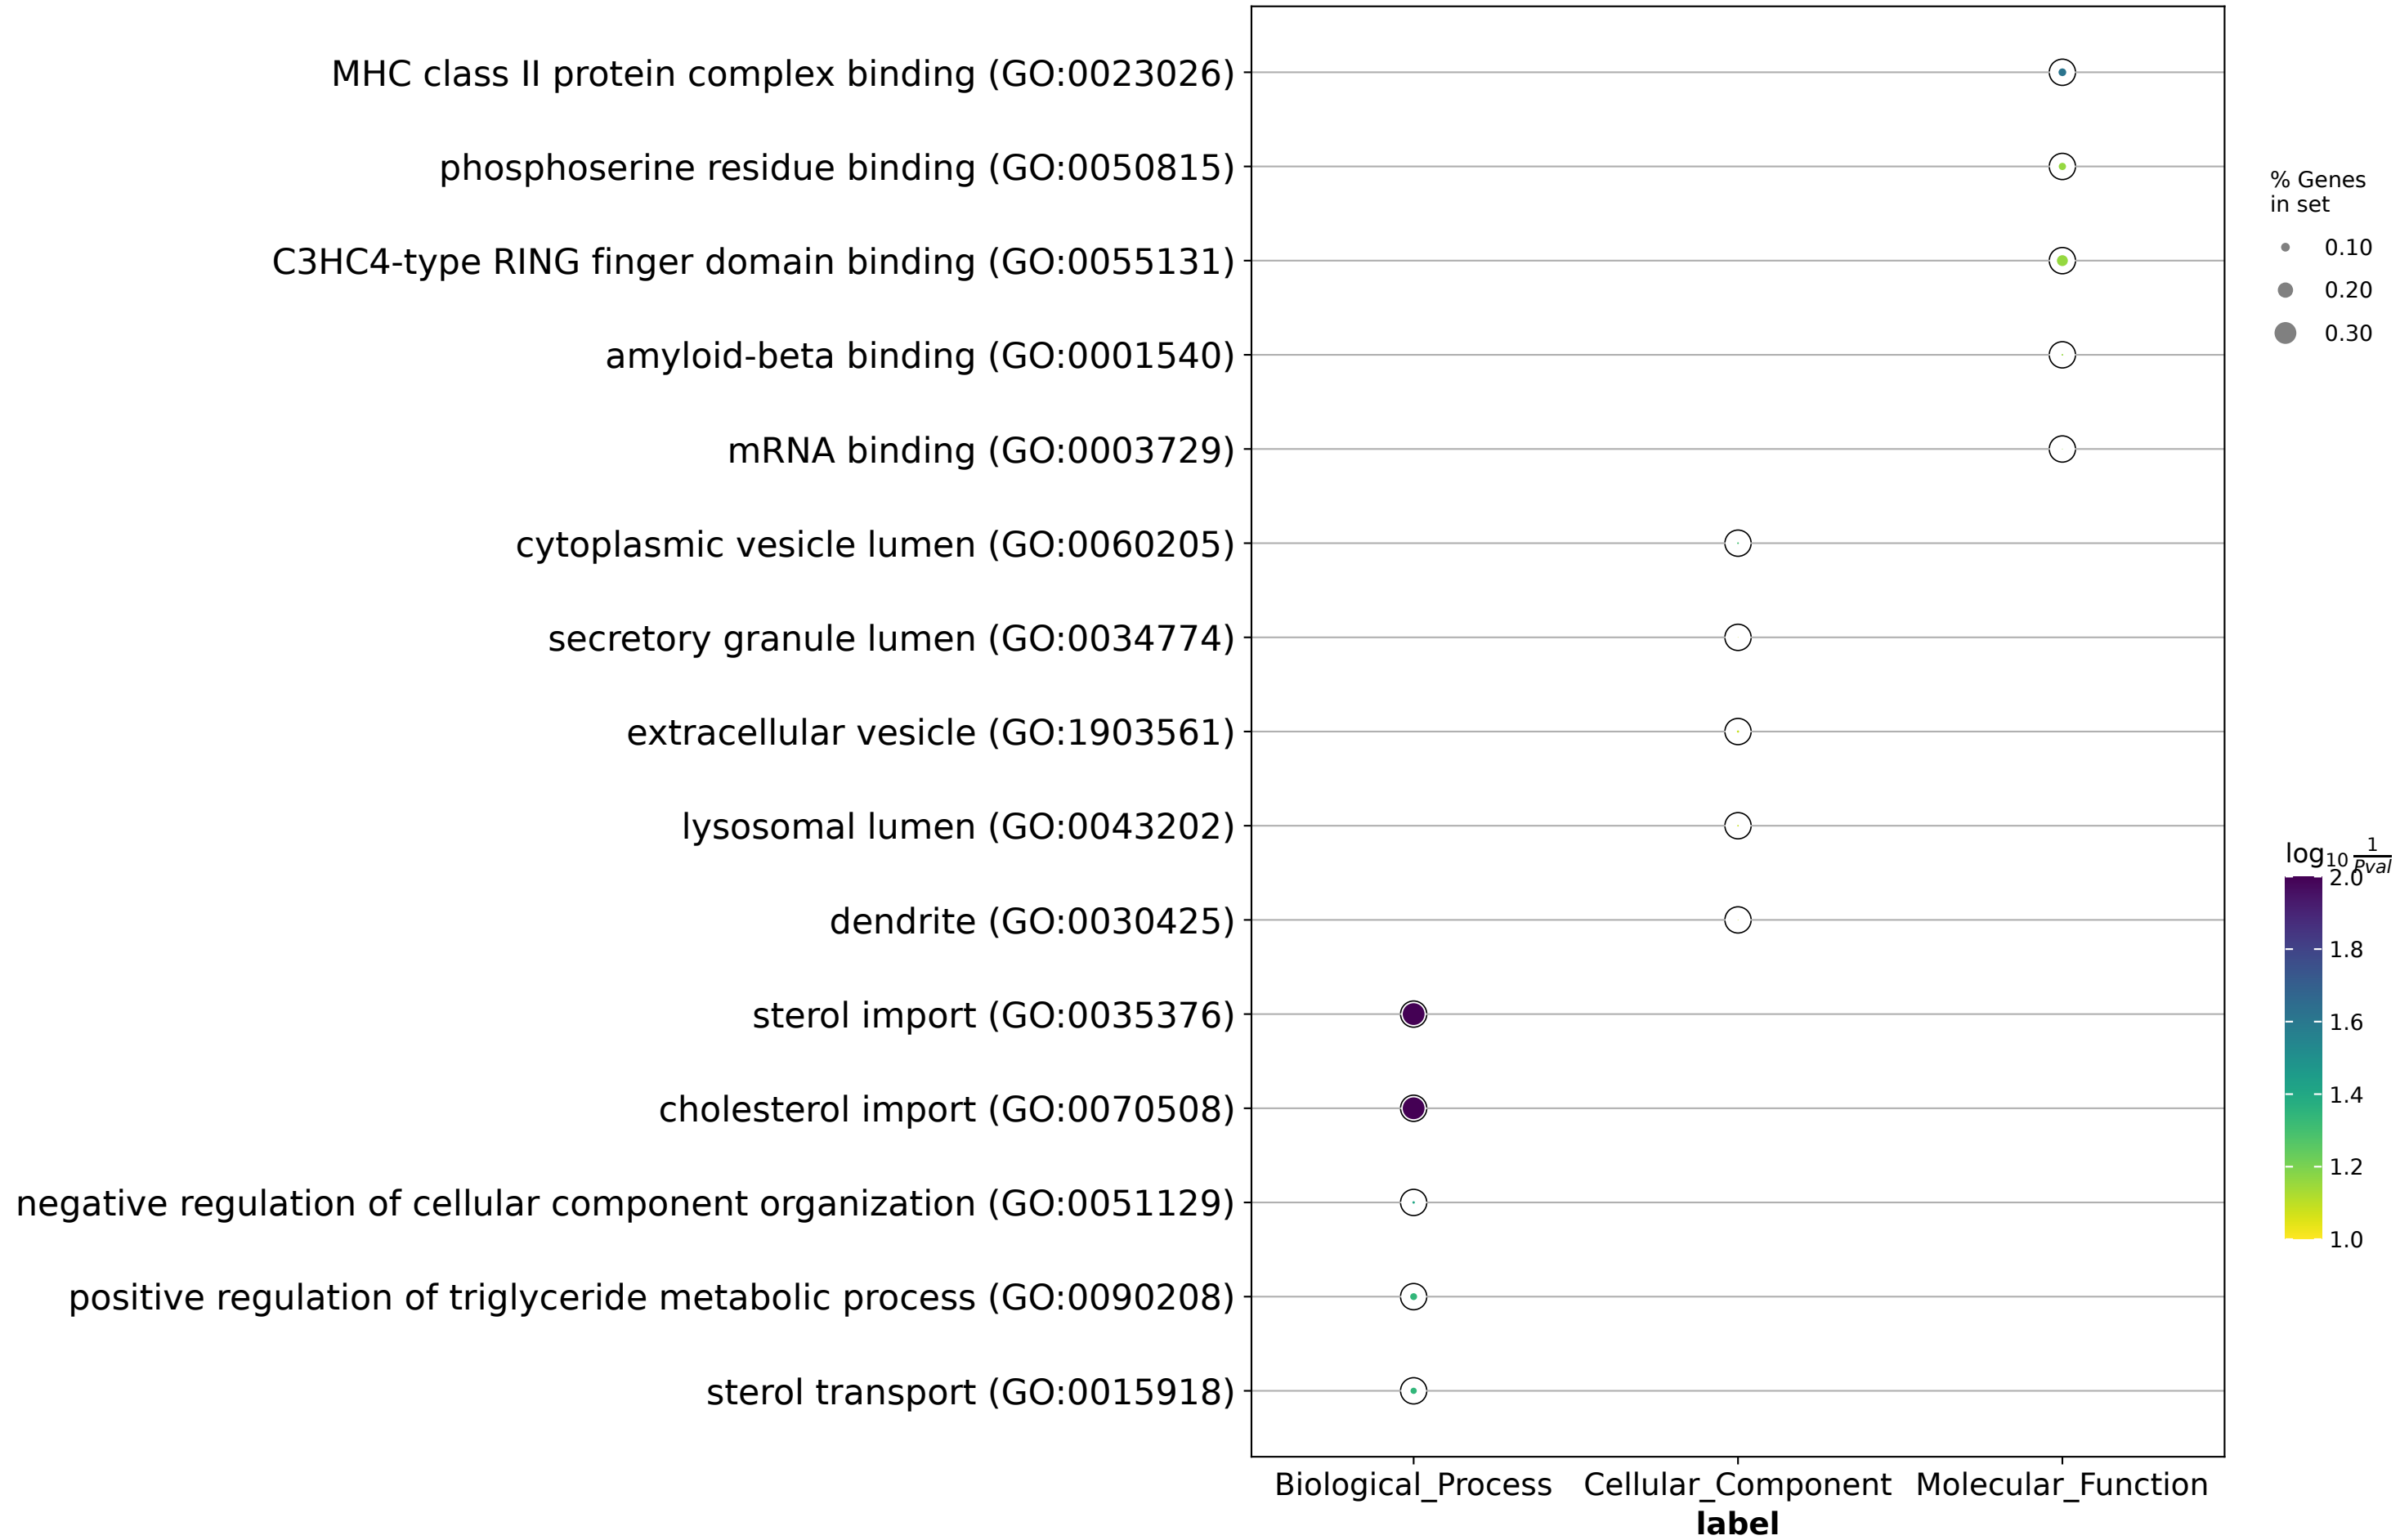 MHC class II protein complex binding (GO:0023026)
phosphoserine residue binding (GO:0050815)
C3HC4-type RING finger domain binding (GO:0055131)
amyloid-beta binding (GO:0001540)
mRNA binding (GO:0003729)
cytoplasmic vesicle lumen (GO:0060205)
secretory granule lumen (GO:0034774)
extracellular vesicle (GO:1903561)
lysosomal lumen (GO:0043202)
dendrite (GO:0030425)
sterol import (GO:0035376)
cholesterol import (GO:0070508)
negative regulation of cellular component organization (GO:0051129)
positive regulation of triglyceride metabolic process (GO:0090208)
sterol transport (GO:0015918)
Biological_Process Cellular_Component Molecular_Function
label
% Genes
in set
0.10
0.20
0.30
log₁₀ 1/Pval
2.0
1.8
1.6
1.4
1.2
1.0